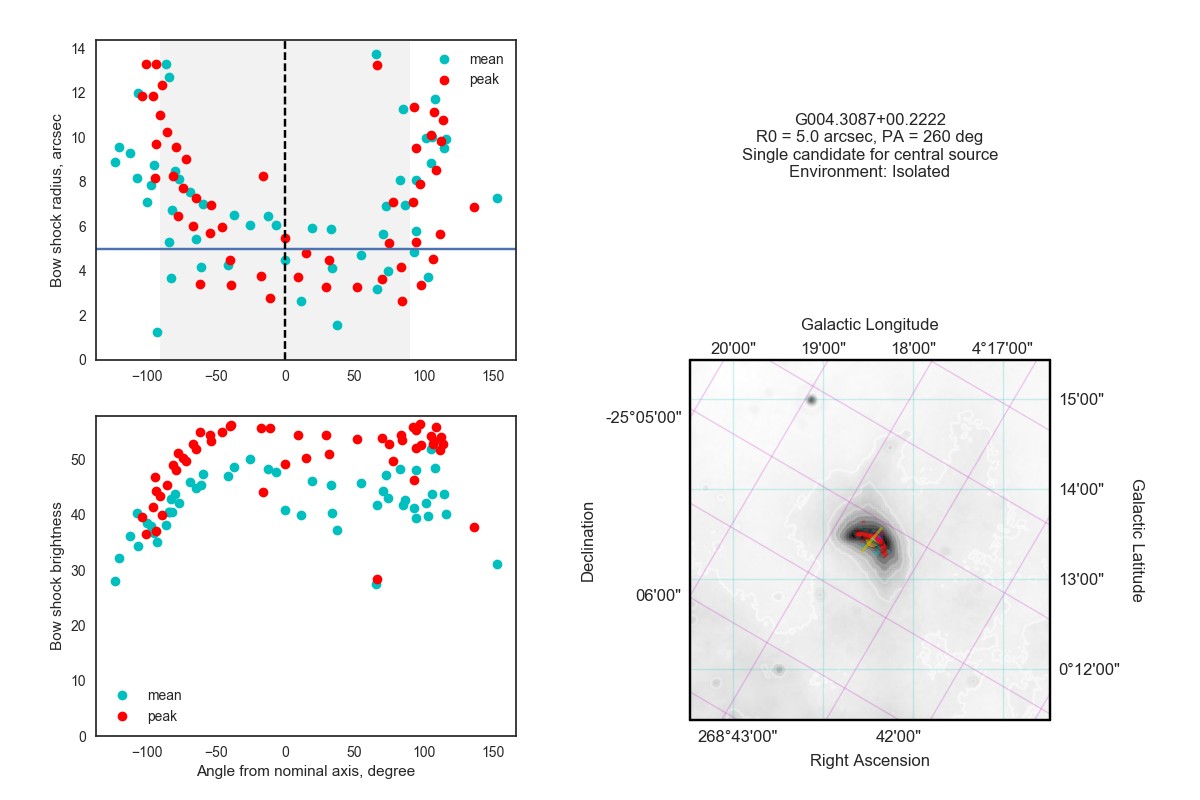 14
12
10
8
6
4
2
0
Bow shock radius, arcsec
mean
peak
−100
−50
0
50
100
150
50
40
30
20
10
0
Bow shock brightness
mean
peak
−100
−50
0
50
100
150
Angle from nominal axis, degree
G004.3087+00.2222
R0 = 5.0 arcsec, PA = 260 deg
Single candidate for central source
Environment: Isolated
Galactic Longitude
20'00"
19'00"
18'00"
4°17'00"
-25°05'00"
06'00"
Declination
15'00"
14'00"
13'00"
0°12'00"
Galactic Latitude
268°43'00"
42'00"
Right Ascension